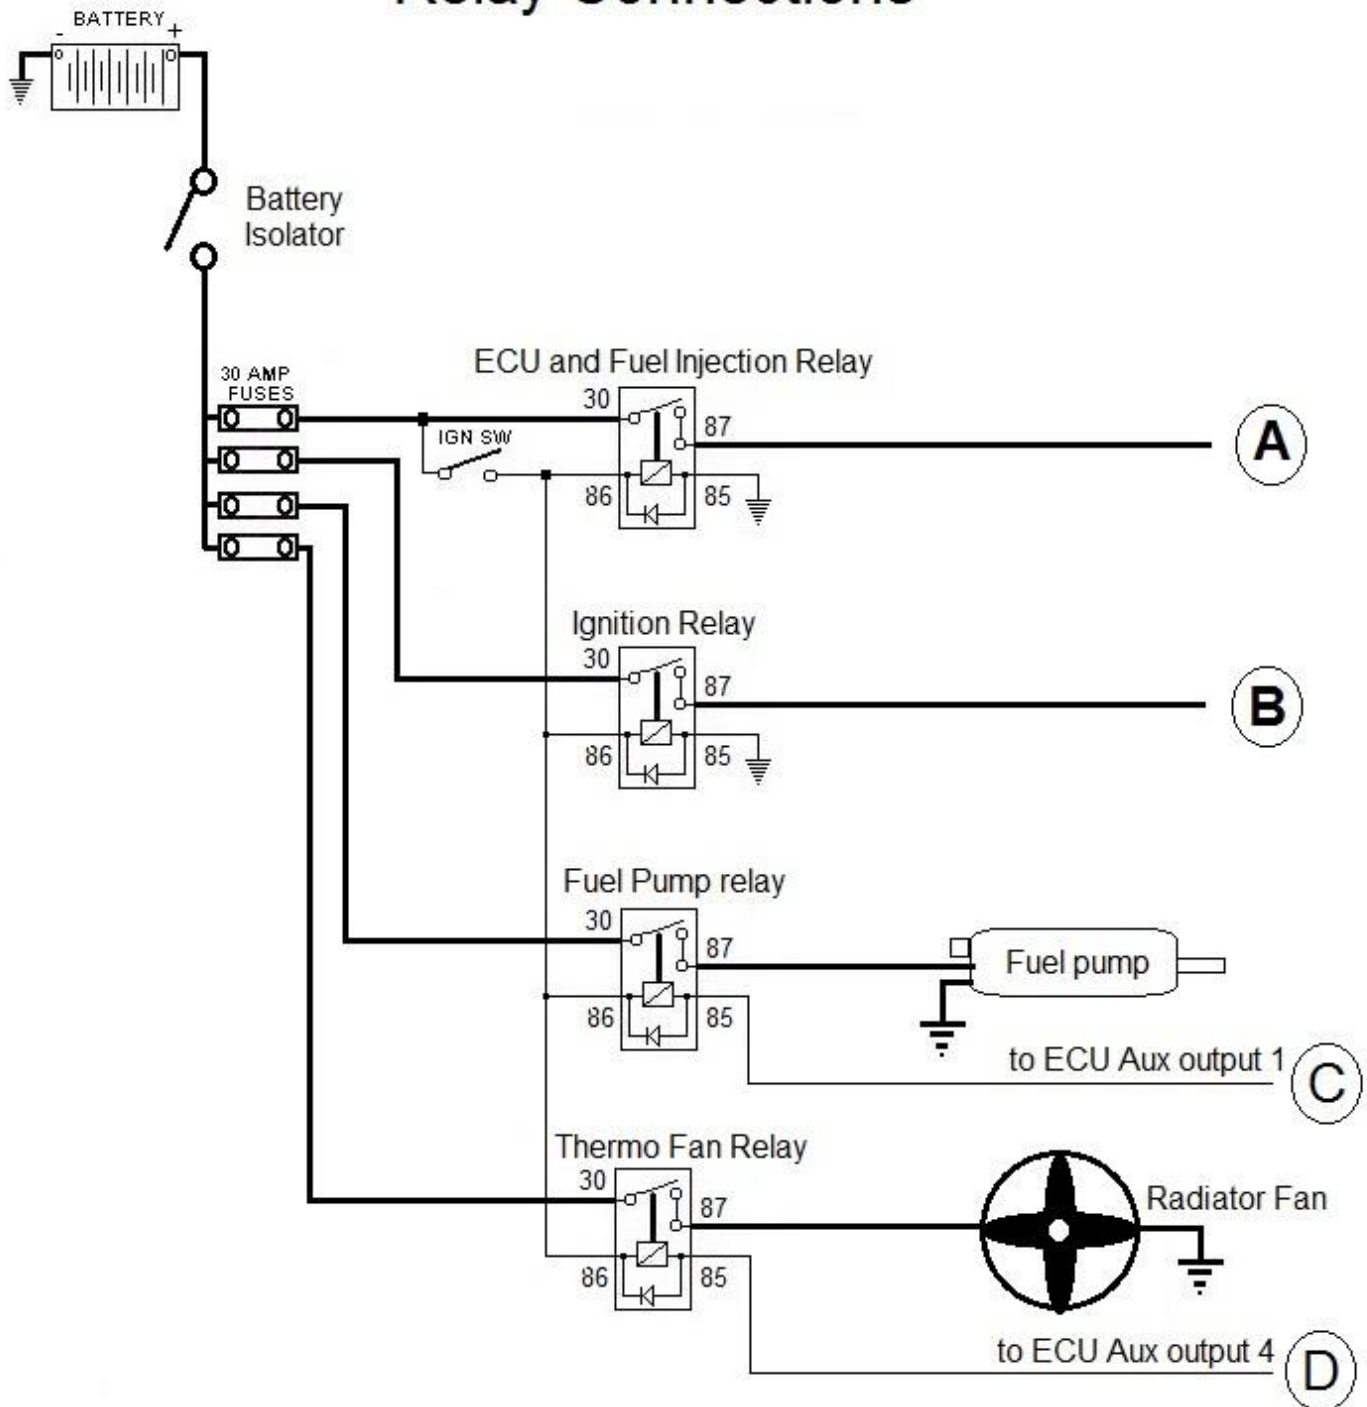 Relay Connections
BATTERY
- +
Battery
Isolator
30 AMP
FUSES
ECU and Fuel Injection Relay
30
87
IGN SW
86
85
A
Ignition Relay
30
87
86
85
B
Fuel Pump relay
30
87
86
85
Fuel pump
to ECU Aux output 1
C
Thermo Fan Relay
30
87
86
85
Radiator Fan
to ECU Aux output 4
D